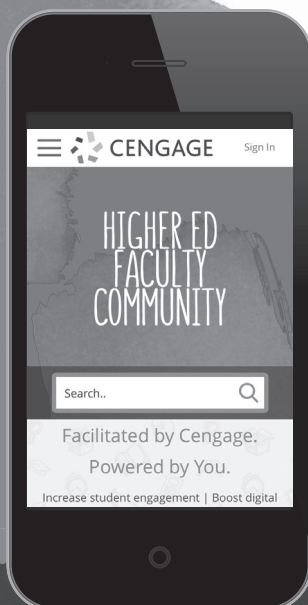 CENGAGE Sign In
HIGHER ED
FACULTY
COMMUNITY
Search..
Facilitated by Cengage.
Powered by You.
Increase student engagement | Boost digital